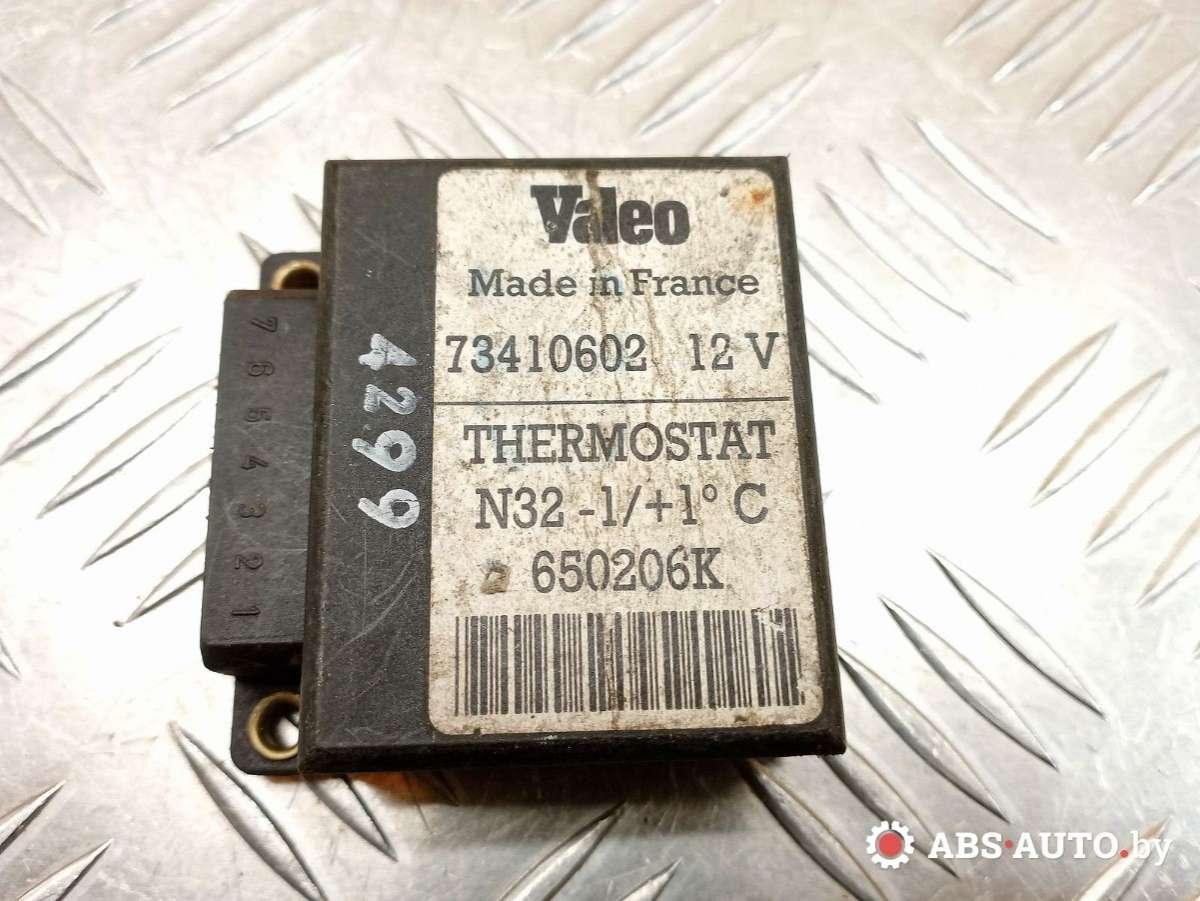 Valeo
Made in France
73410602 12 V
THERMOSTAT
N32 -1/+1° C
650206K
4299
7 6 5 4 3 2 1
ABS·AUTO.by